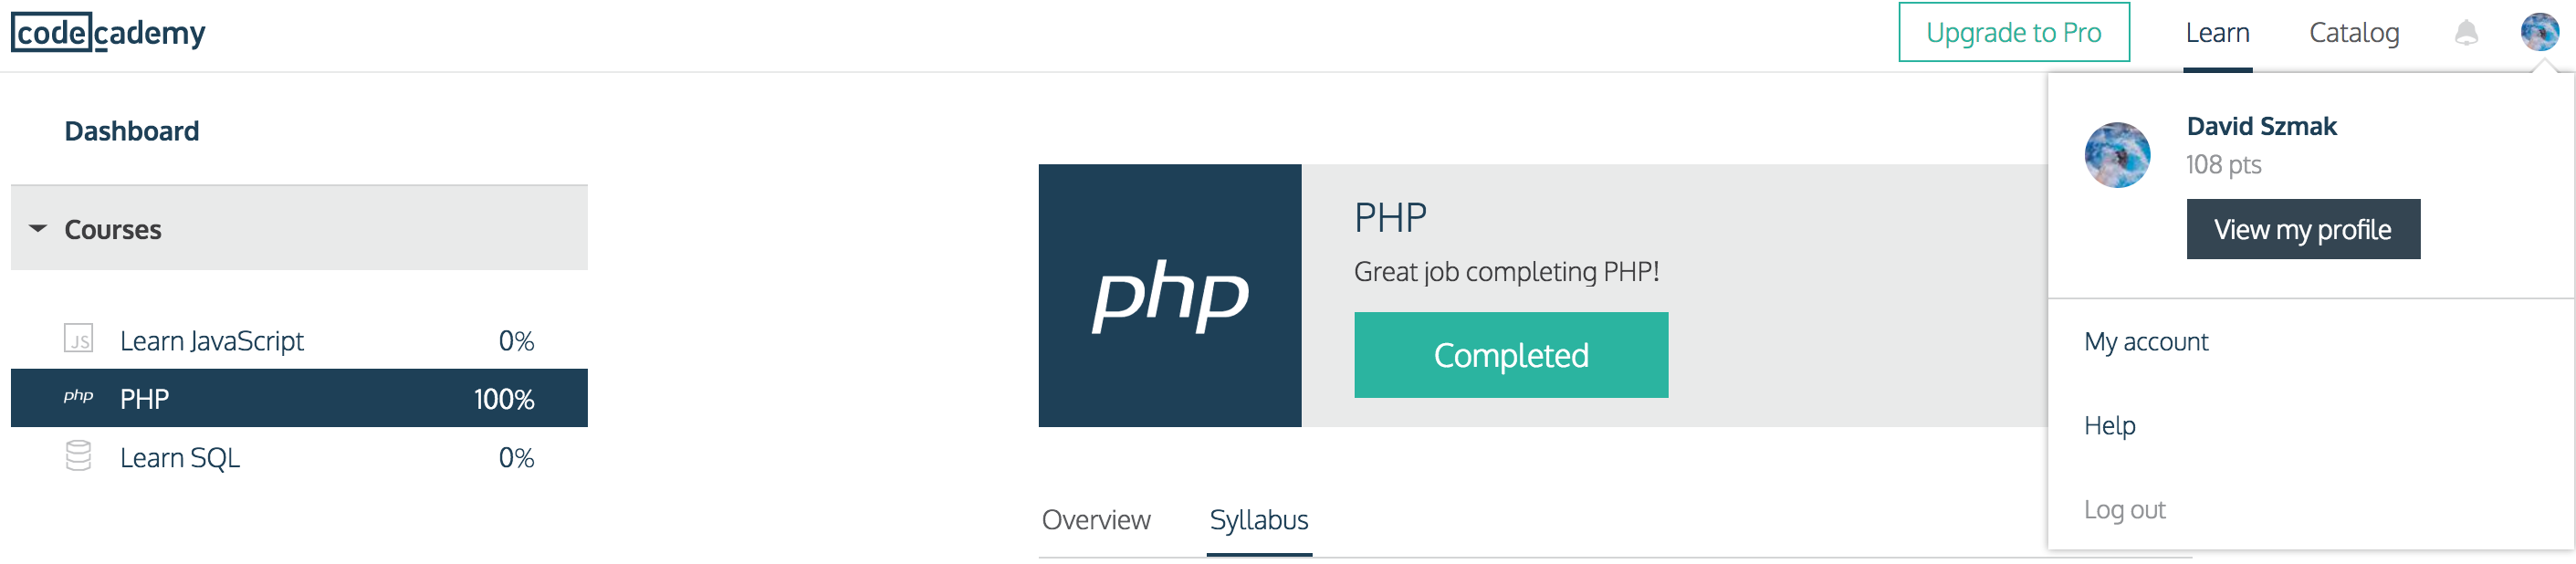 codecademy
Upgrade to Pro
Learn
Catalog
Dashboard
Courses
JS
Learn JavaScript 0%
php
PHP 100%
Learn SQL 0%
php
PHP
Great job completing PHP!
Completed
Overview
Syllabus
David Szmak
108 pts
View my profile
My account
Help
Log out